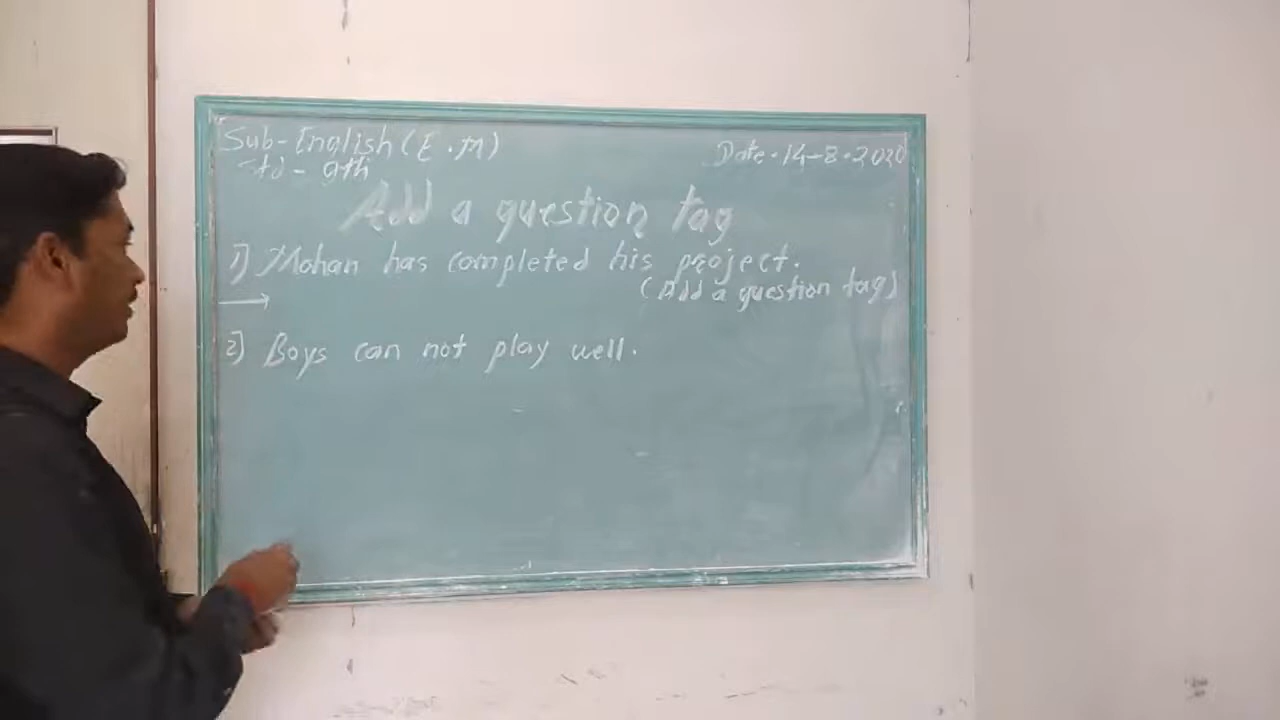 Sub-English (E.M)
Date.14-8.2020
Std - 9th
Add a question tag
1) Mohan has completed his project.
(Add a question tag)
2) Boys can not play well.